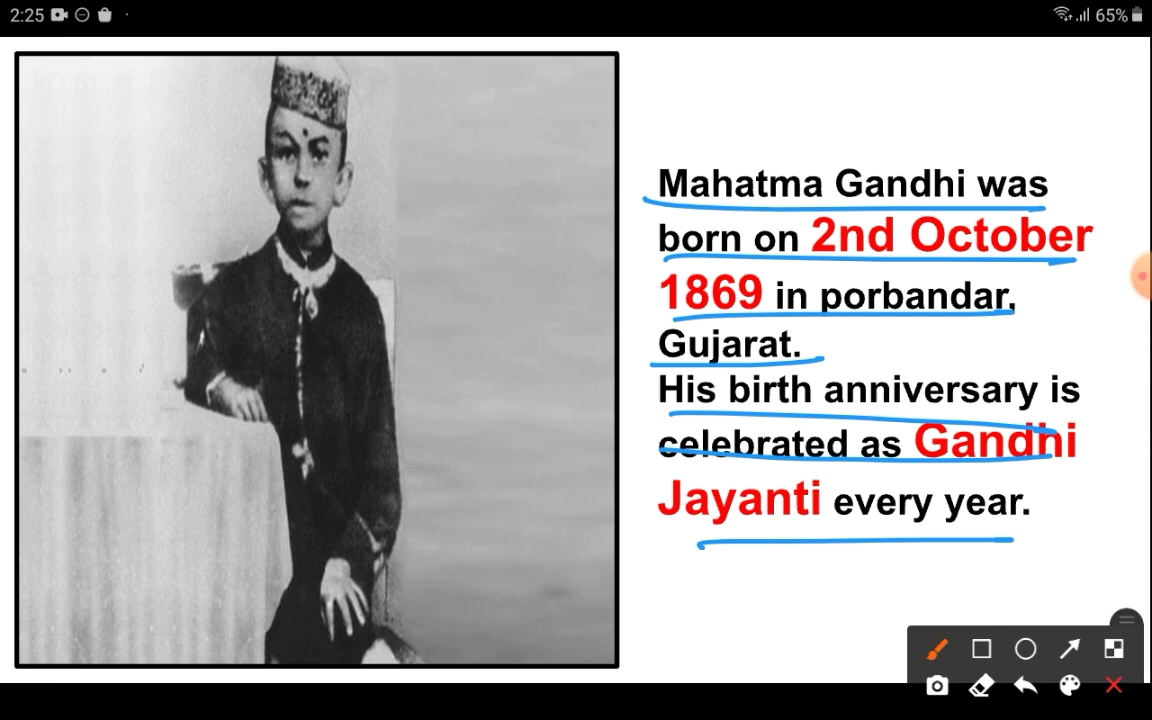 2:25
65%
Mahatma Gandhi was
born on 2nd October
1869 in porbandar,
Gujarat.
His birth anniversary is
celebrated as Gandhi
Jayanti every year.